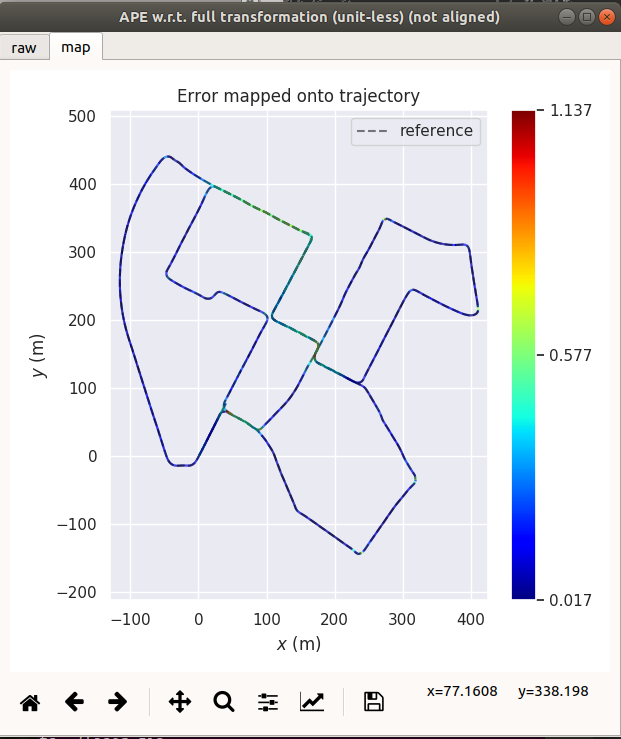 APE w.r.t. full transformation (unit-less) (not aligned)
raw
map
Error mapped onto trajectory
reference
500
400
300
200
100
0
−100
−200
y (m)
−100
0
100
200
300
400
x (m)
1.137
0.577
0.017
x=77.1608
y=338.198